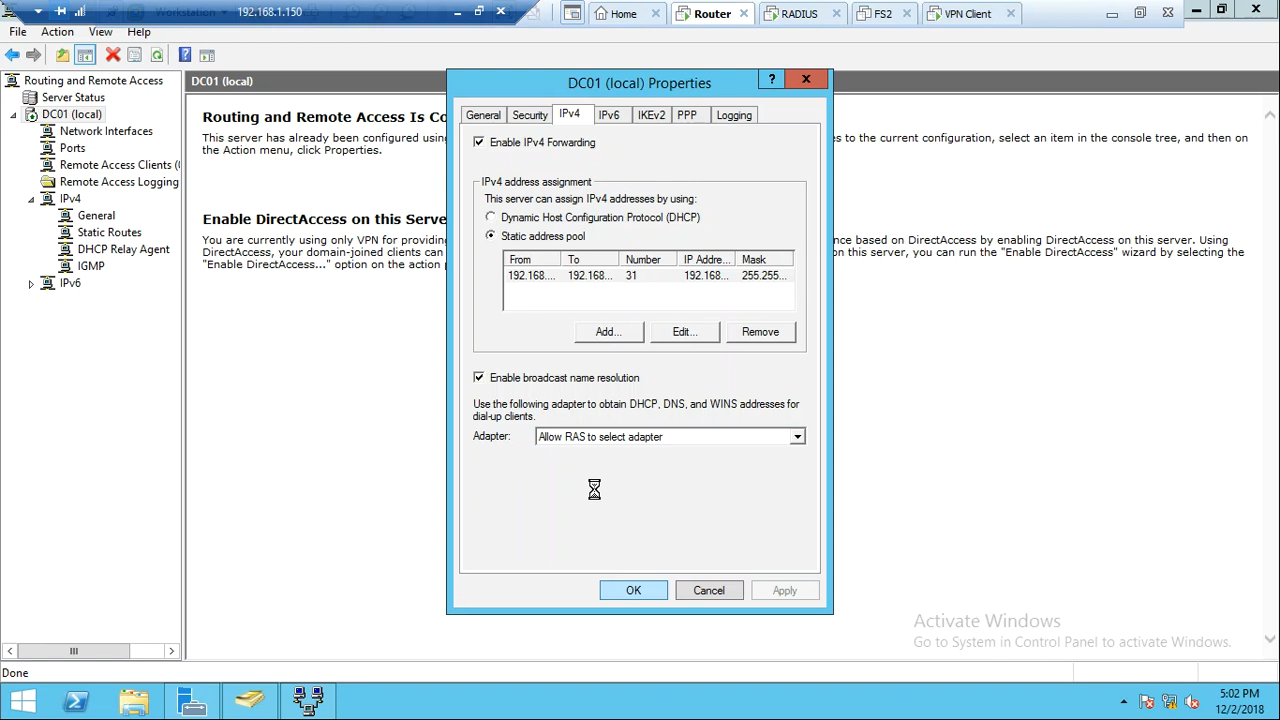 Workstation
192.168.1.150
Home
Router
RADIUS
FS2
VPN Client
File
Action
View
Help
Routing and Remote Access
Server Status
DC01 (local)
Network Interfaces
Ports
Remote Access Clients (
Remote Access Logging
IPv4
General
Static Routes
DHCP Relay Agent
IGMP
IPv6
DC01 (local)
Routing and Remote Access Is Co
This server has already been configured using
the Action menu, click Properties.
es to the current configuration, select an item in the console tree, and then on
Enable DirectAccess on this Serve
You are currently using only VPN for providing
DirectAccess, your domain-joined clients can
"Enable DirectAccess..." option on the action p
nce based on DirectAccess by enabling DirectAccess on this server. Using
on this server, you can run the "Enable DirectAccess" wizard by selecting the
DC01 (local) Properties
?
General
Security
IPv4
IPv6
IKEv2
PPP
Logging
Enable IPv4 Forwarding
IPv4 address assignment
This server can assign IPv4 addresses by using:
Dynamic Host Configuration Protocol (DHCP)
Static address pool
From To Number IP Addre... Mask
192.168.... 192.168... 31 192.168... 255.255...
Add...
Edit...
Remove
Enable broadcast name resolution
Use the following adapter to obtain DHCP, DNS, and WINS addresses for
dial-up clients.
Adapter:
Allow RAS to select adapter
OK
Cancel
Apply
Activate Windows
Go to System in Control Panel to activate Windows.
Done
5:02 PM
12/2/2018